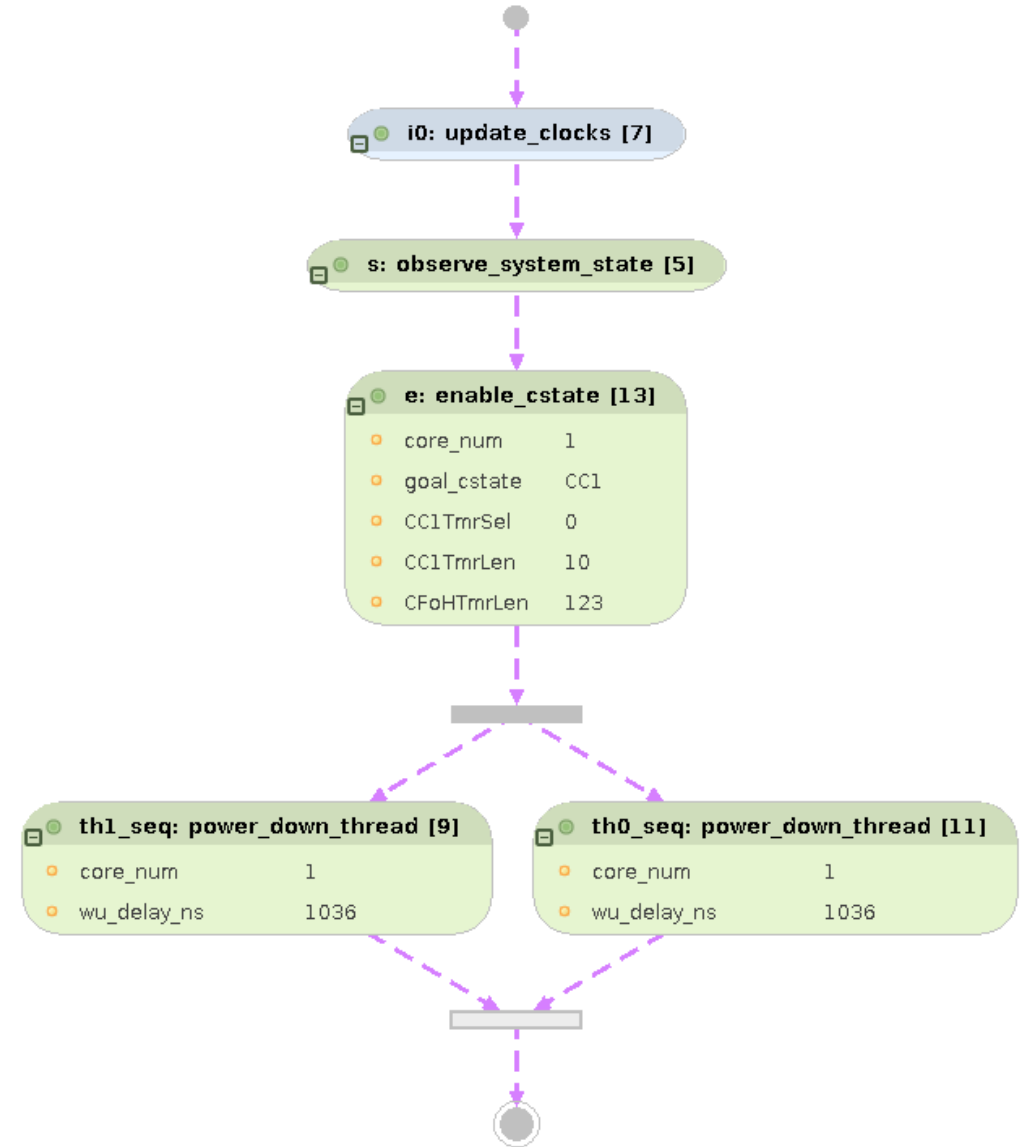 i0: update_clocks [7]
s: observe_system_state [5]
e: enable_cstate [13]
core_num 1
goal_cstate CC1
CC1TmrSel 0
CC1TmrLen 10
CFoHTmrLen 123
th1_seq: power_down_thread [9]
core_num 1
wu_delay_ns 1036
th0_seq: power_down_thread [11]
core_num 1
wu_delay_ns 1036